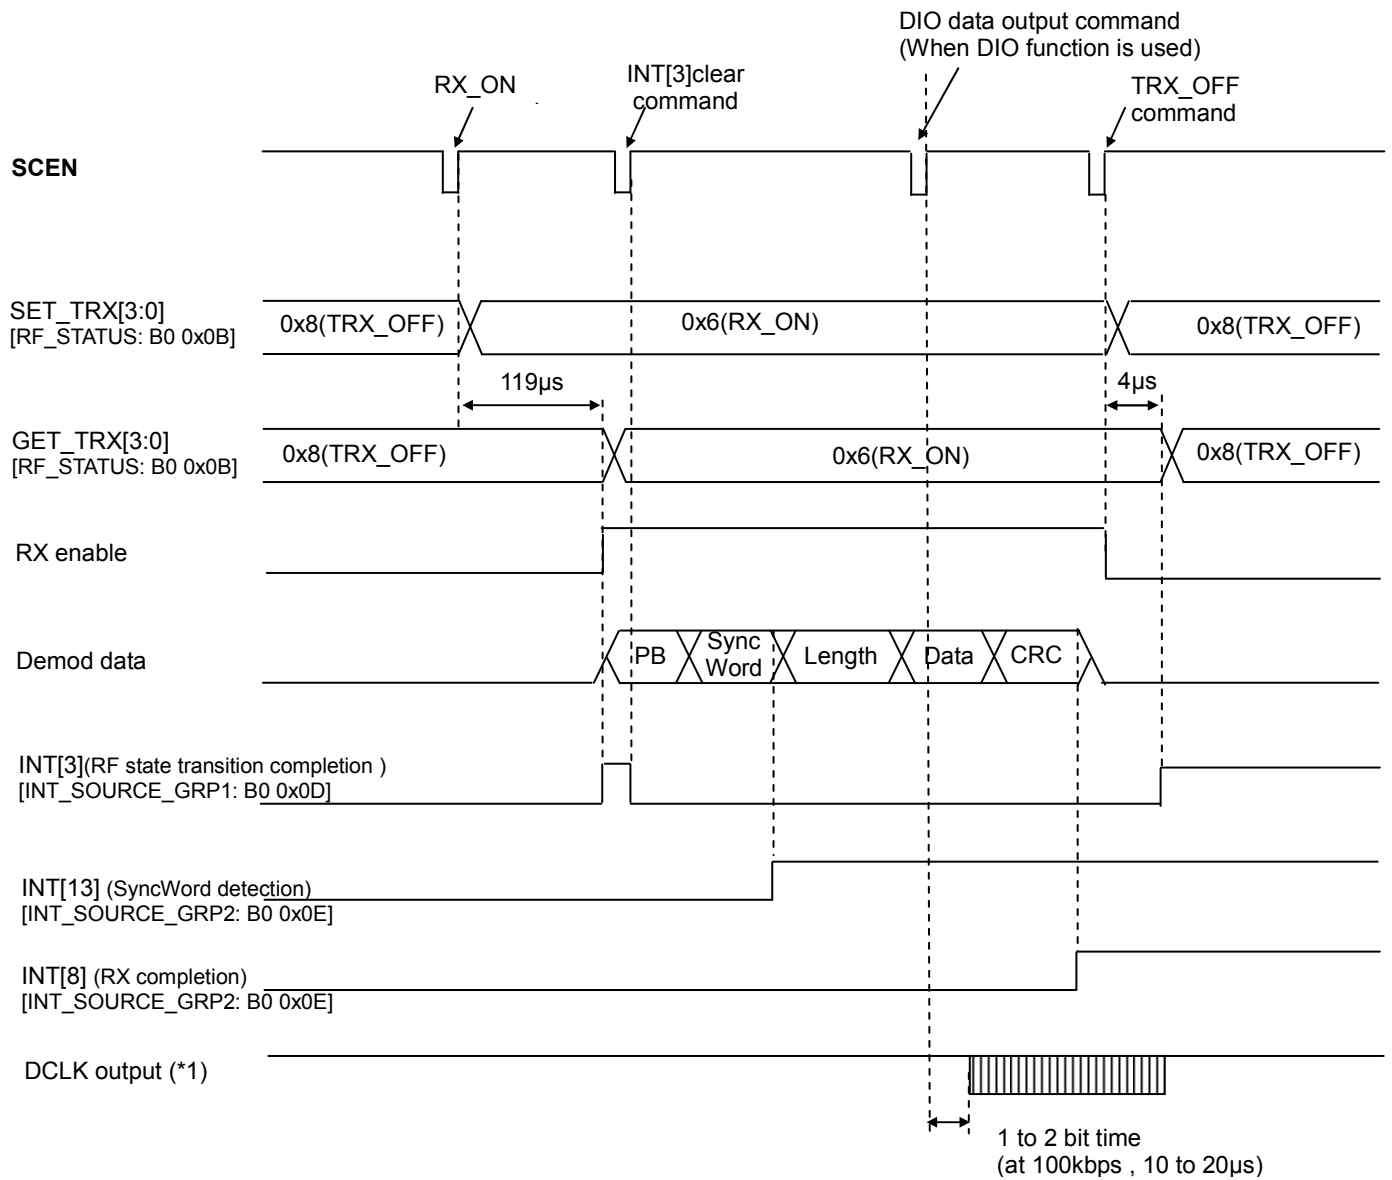 DIO data output command
(When DIO function is used)
RX_ON
INT[3]clear
command
TRX_OFF
command
SCEN
SET_TRX[3:0]
[RF_STATUS: B0 0x0B]
0x8(TRX_OFF)
0x6(RX_ON)
0x8(TRX_OFF)
119µs
4µs
GET_TRX[3:0]
[RF_STATUS: B0 0x0B]
0x8(TRX_OFF)
0x6(RX_ON)
0x8(TRX_OFF)
RX enable
Demod data
PB
Sync
Word
Length
Data
CRC
INT[3](RF state transition completion )
[INT_SOURCE_GRP1: B0 0x0D]
INT[13] (SyncWord detection)
[INT_SOURCE_GRP2: B0 0x0E]
INT[8] (RX completion)
[INT_SOURCE_GRP2: B0 0x0E]
DCLK output (*1)
1 to 2 bit time
(at 100kbps , 10 to 20µs)